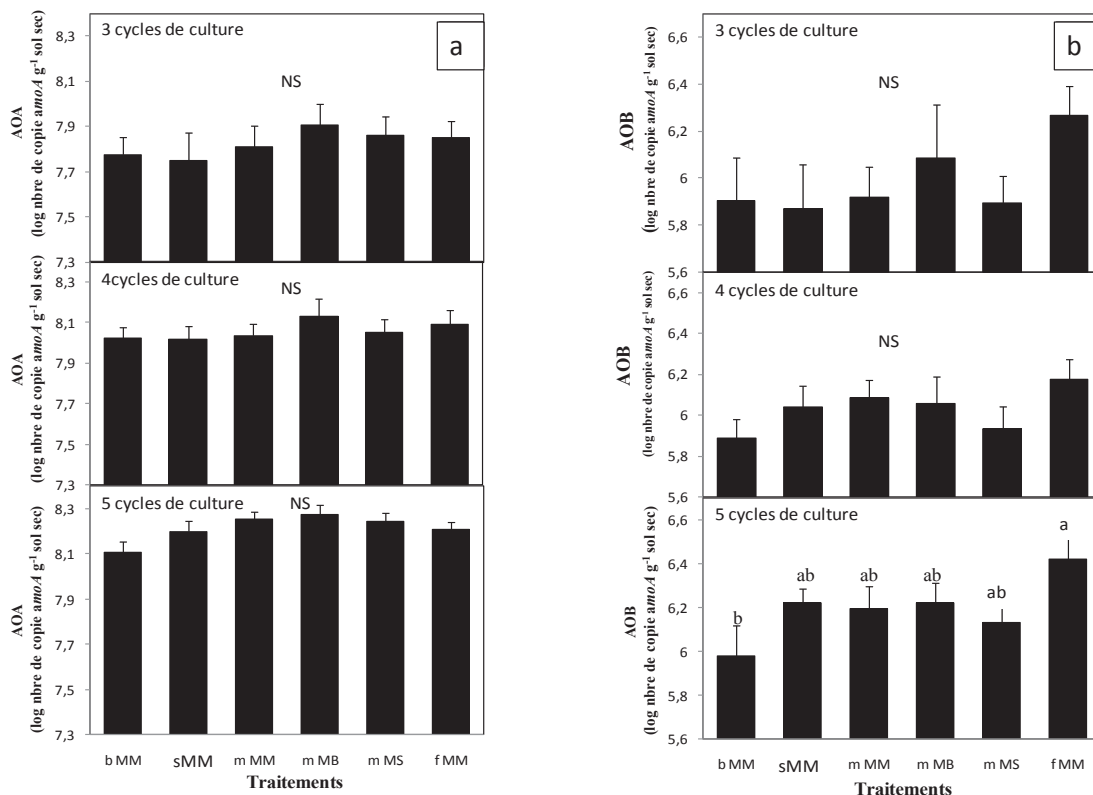 3 cycles de culture
a
NS
8,3
8,1
7,9
7,7
7,5
7,3
AOA
(log nbre de copie amoA g⁻¹ sol sec)
4cycles de culture
NS
8,3
8,1
7,9
7,7
7,5
7,3
AOA
(log nbre de copie amoA g⁻¹ sol sec)
5 cycles de culture
NS
8,3
8,1
7,9
7,7
7,5
7,3
AOA
(log nbre de copie amoA g⁻¹ sol sec)
b MM sMM m MM m MB m MS f MM
Traitements
3 cycles de culture
b
NS
6,6
6,4
6,2
6
5,8
5,6
AOB
(log nbre de copie amoA g⁻¹ sol sec)
4 cycles de culture
NS
6,6
6,4
6,2
6
5,8
5,6
AOB
(log nbre de copie amoA g⁻¹ sol sec)
5 cycles de culture
b ab ab ab ab a
6,6
6,4
6,2
6
5,8
5,6
AOB
(log nbre de copie amoA g⁻¹ sol sec)
b MM sMM m MM m MB m MS f MM
Traitements